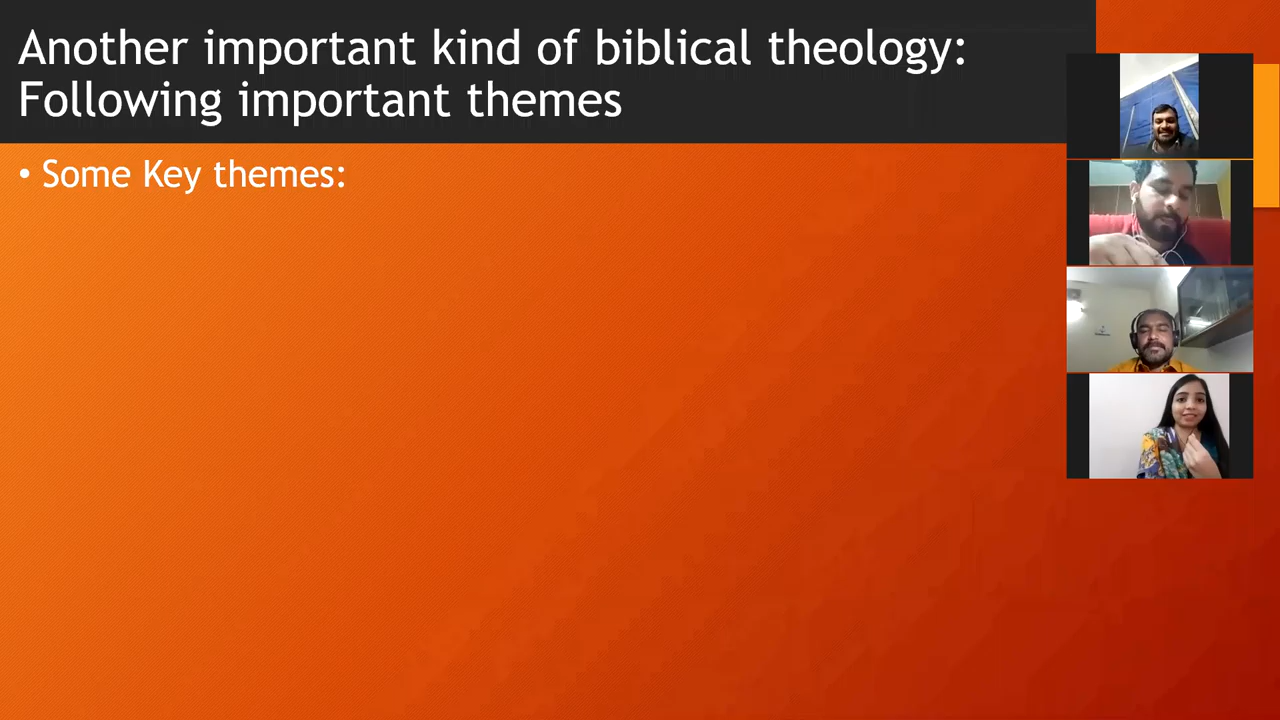 Another important kind of biblical theology:
Following important themes
• Some Key themes: